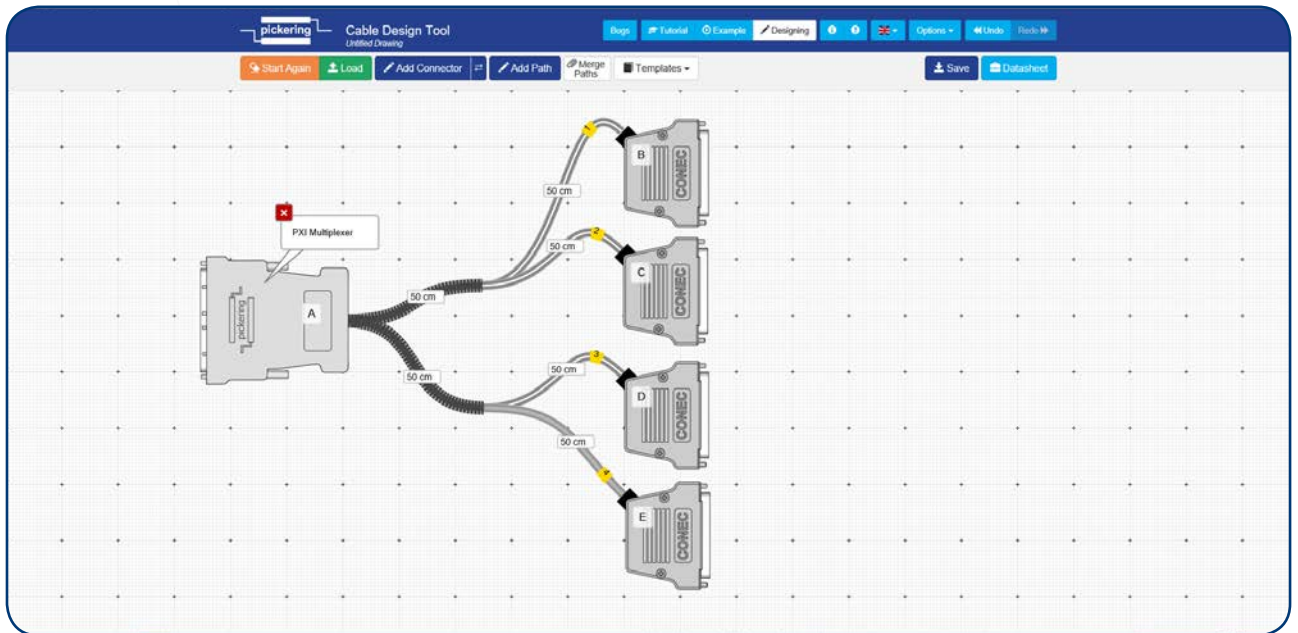 pickering
Cable Design Tool
Untitled Drawing
Bogs Tutorial Example Designing Options Undo Redo
Start Again Load Add Connector Add Path Merge Paths Templates Save Datasheet
PXI Multiplexer
A
pickering
50 cm
50 cm
1
50 cm
B
CONEC
2
50 cm
C
CONEC
3
50 cm
D
CONEC
4
50 cm
E
CONEC